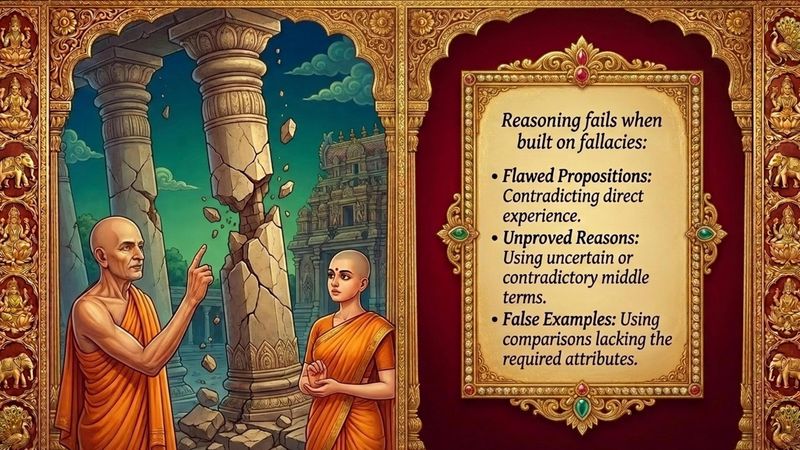 Reasoning fails when
built on fallacies:
• Flawed Propositions:
Contradicting direct
experience.
• Unproved Reasons:
Using uncertain or
contradictory middle
terms.
• False Examples: Using
comparisons lacking the
required attributes.